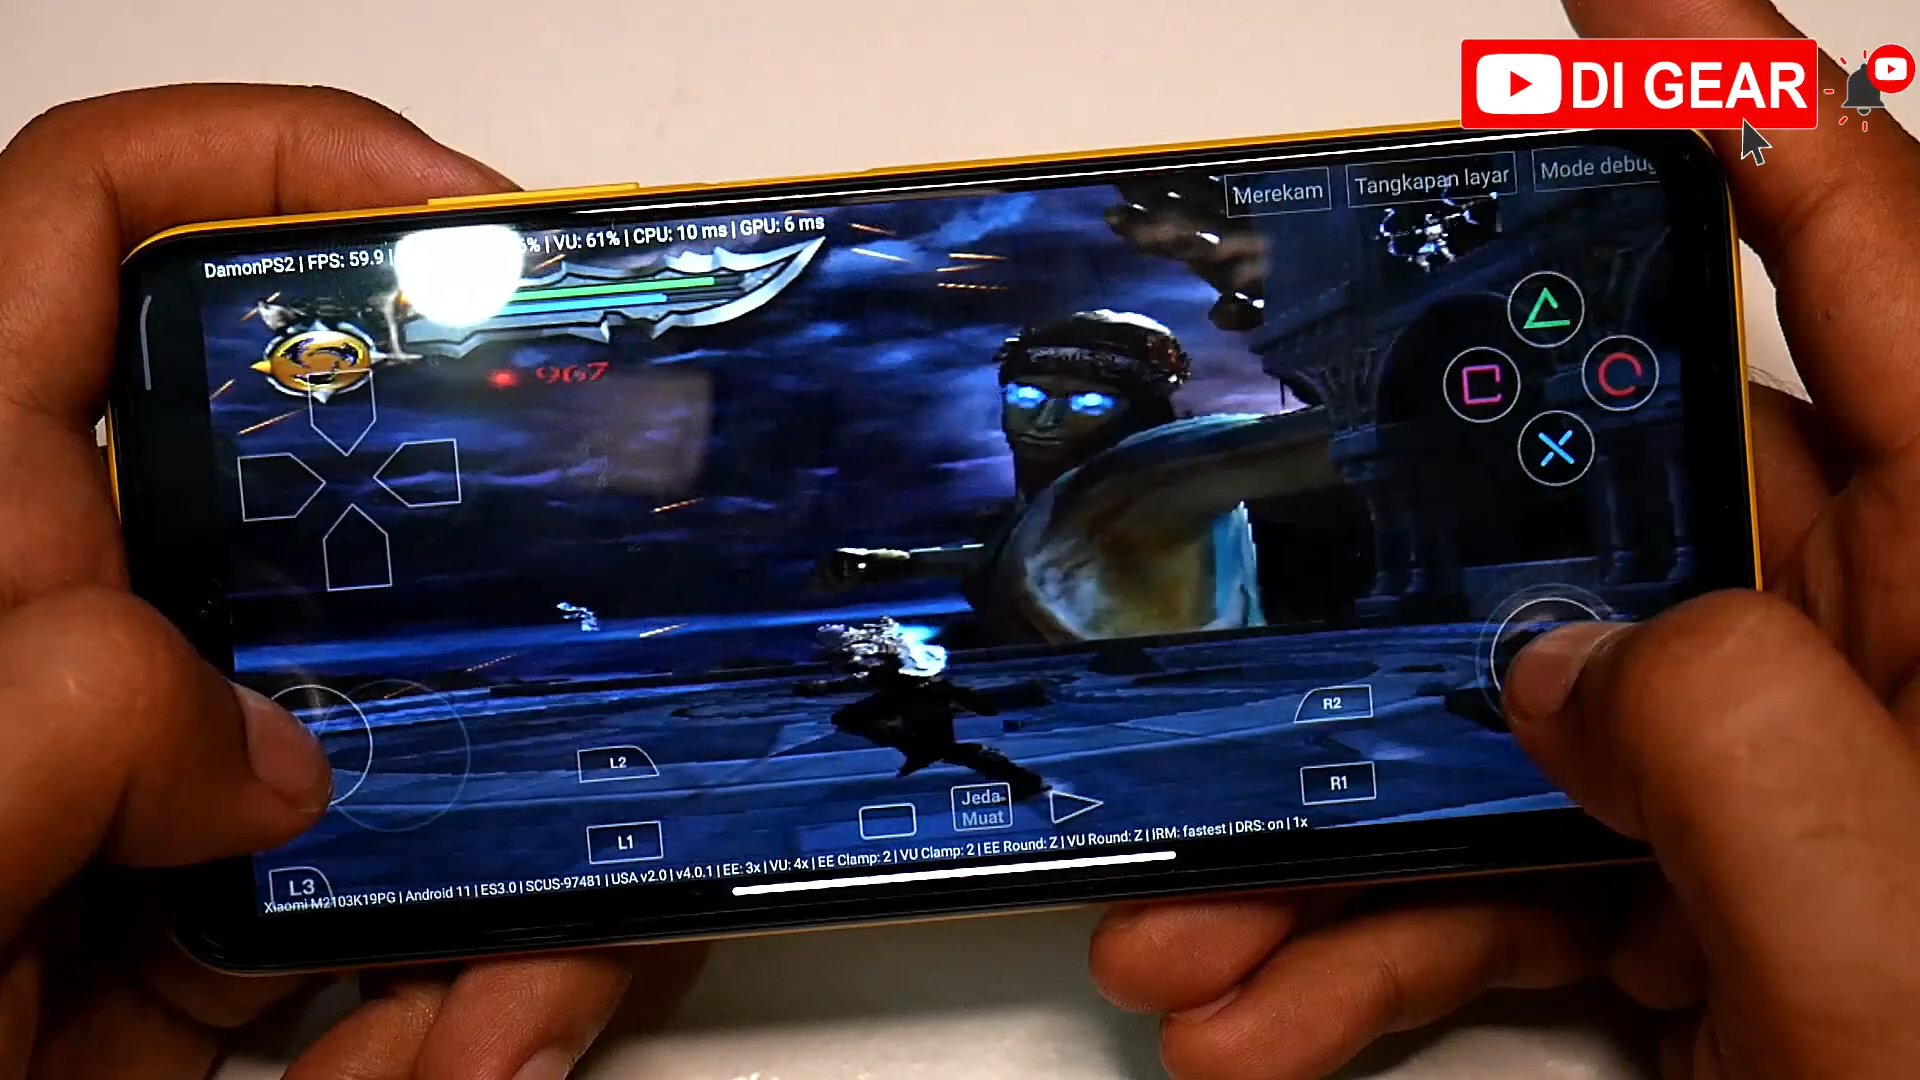 DI GEAR
Merekam
Tangkapan layar
Mode debug
DamonPS2 | FPS: 59.9 | 6% | VU: 61% | CPU: 10 ms | GPU: 6 ms
967
L2
R2
Jeda-
Muat
R1
L1
L3
Xiaomi M2103K19PG | Android 11 | ES3.0 | SCUS-97481 | USA v2.0 | v4.0.1 | EE: 3x | VU: 4x | EE Clamp: 2 | VU Clamp: 2 | EE Round: Z | VU Round: Z | IRM: fastest | DRS: on | 1x